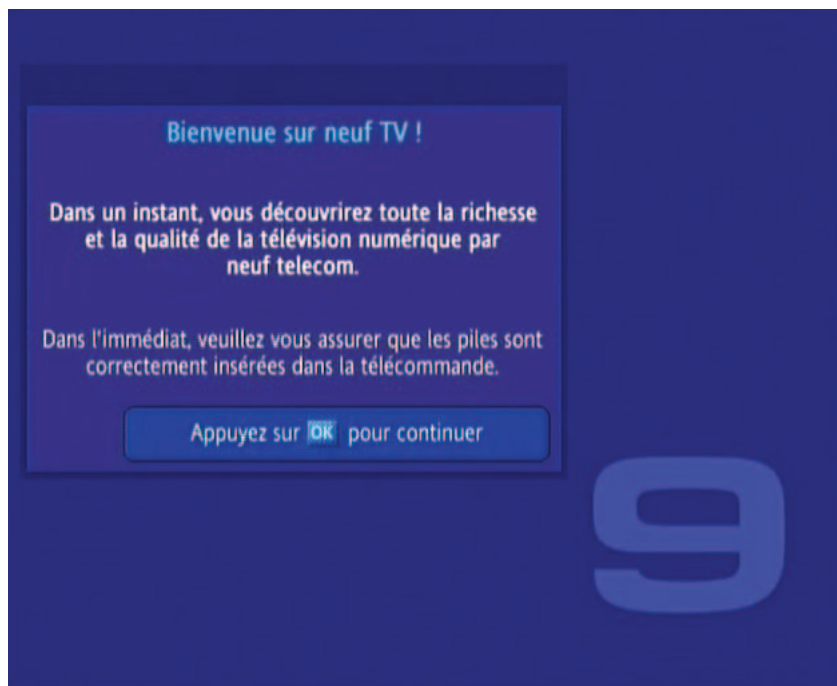 Bienvenue sur neuf TV !
Dans un instant, vous découvrirez toute la richesse
et la qualité de la télévision numérique par
neuf telecom.
Dans l'immédiat, veuillez vous assurer que les piles sont
correctement insérées dans la télécommande.
Appuyez sur OK pour continuer
9